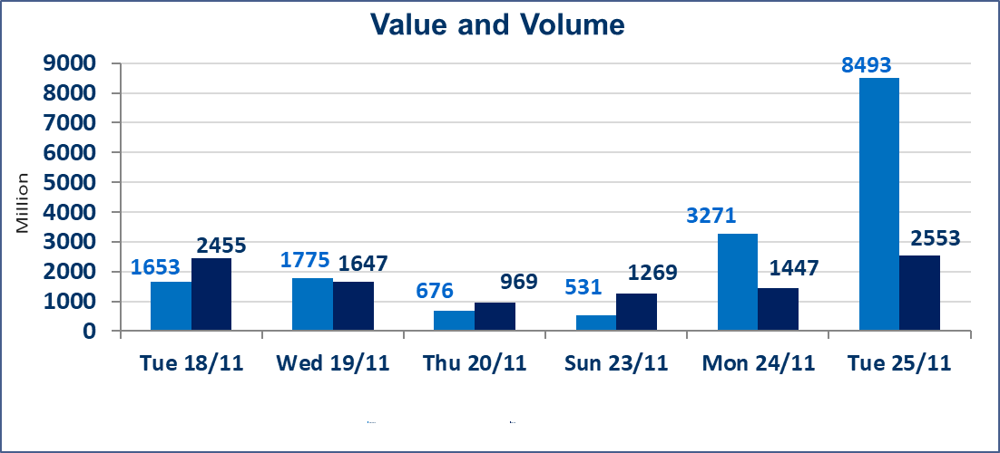 Value and Volume
9000
8000
7000
6000
5000
4000
3000
2000
1000
0
Million
1653
2455
1775
1647
676
969
531
1269
3271
1447
8493
2553
Tue 18/11
Wed 19/11
Thu 20/11
Sun 23/11
Mon 24/11
Tue 25/11